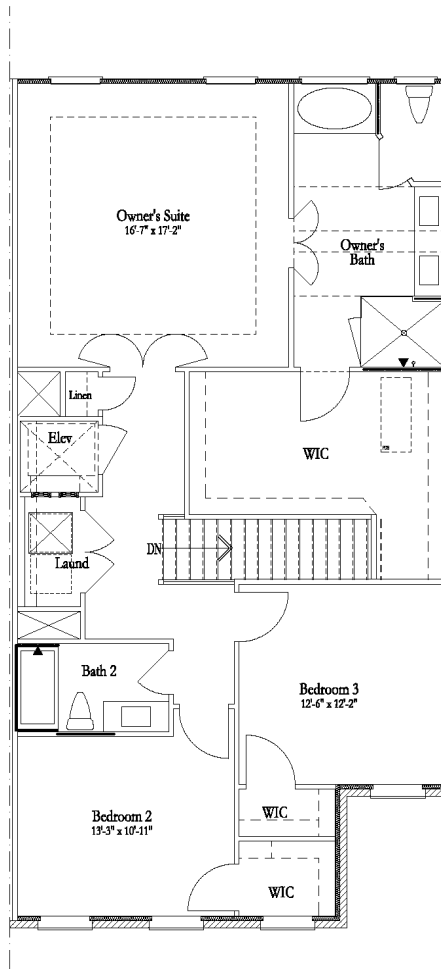 Owner's Suite
16'-7" x 17'-2"
Owner's
Bath
Linen
Elev
WIC
DN
Laund
Bath 2
Bedroom 3
12'-6" x 12'-2"
Bedroom 2
13'-3" x 10'-11"
WIC
WIC